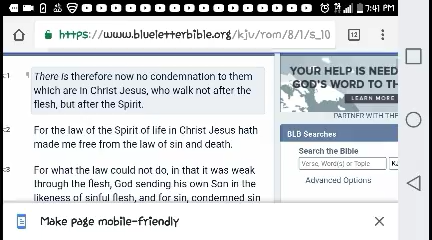 7:41 PM
https://www.blueletterbible.org/kjv/rom/8/1/s_10
12
:1
There is therefore now no condemnation to them
which are in Christ Jesus, who walk not after the
flesh, but after the Spirit.
:2
For the law of the Spirit of life in Christ Jesus hath
made me free from the law of sin and death.
:3
For what the law could not do, in that it was weak
through the flesh, God sending his own Son in the
likeness of sinful flesh, and for sin, condemned sin
YOUR HELP IS NEED
GOD'S WORD TO TH
LEARN MORE
PARTNER WITH THE
BLB Searches
Search the Bible
Verse, Word(s) or Topic
Advanced Options
Make page mobile-friendly